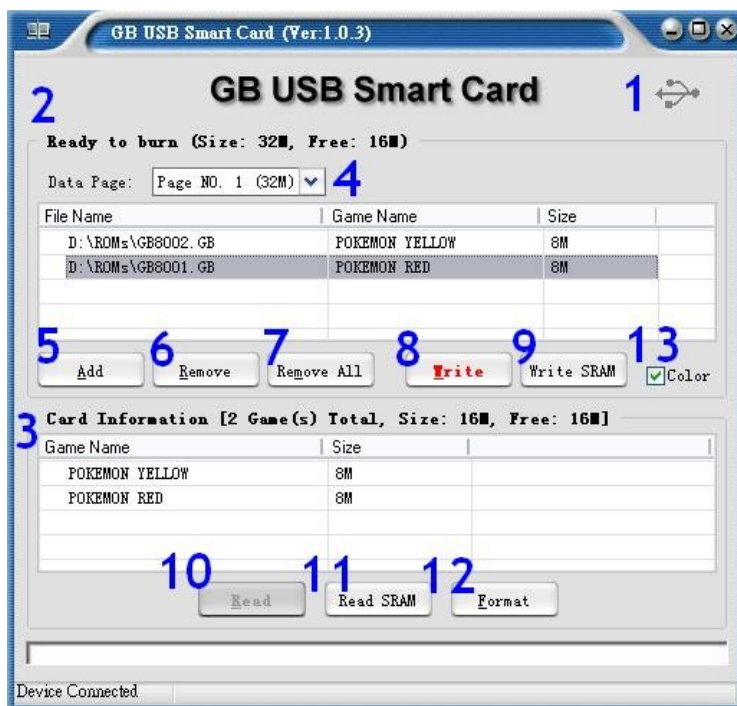 GB USB Smart Card (Ver:1.0.3)
GB USB Smart Card 1
2
Ready to burn (Size: 32M, Free: 16M)
Data Page: Page NO. 1 (32M) 4
File Name Game Name Size
D:\ROMs\GB8002.GB POKEMON YELLOW 8M
D:\ROMs\GB8001.GB POKEMON RED 8M
5 6 7 8 9 13
Add Remove Remove All Write Write SRAM Color
3 Card Information [2 Game(s) Total, Size: 16M, Free: 16M]
Game Name Size
POKEMON YELLOW 8M
POKEMON RED 8M
10 11 12
Read Read SRAM Format
Device Connected